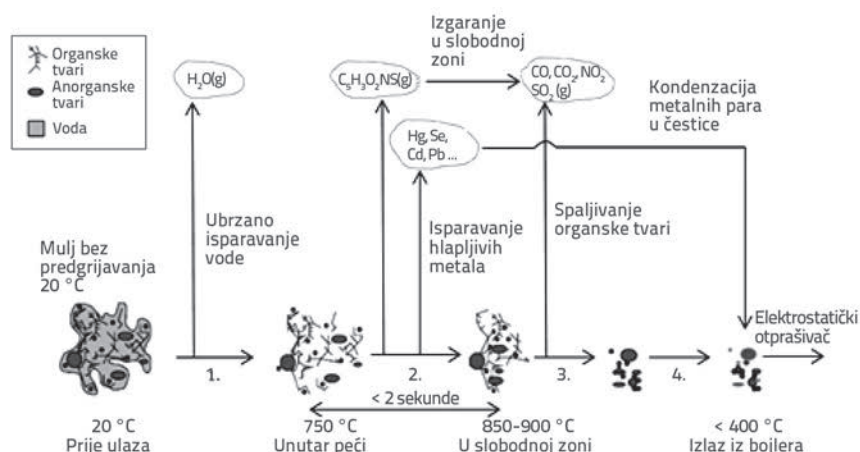 Organske
tvari
Anorganske
tvari
Voda
H₂O(g)
C₅H₃O₂NS(g)
Izgaranje
u slobodnoj
zoni
CO, CO₂, NO₂
SO₂ (g)
Kondenzacija
metalnih para
u čestice
Hg, Se,
Cd, Pb ...
Mulj bez
predgrijavanja
20 °C
Ubrzano
isparavanje
vode
Isparavanje
hlapljivih
metala
Spaljivanje
organske tvari
Elektrostatički
otprašivač
1.
2.
3.
4.
< 2 sekunde
20 °C
Prije ulaza
750 °C
Unutar peći
850-900 °C
U slobodnoj zoni
< 400 °C
Izlaz iz bojlera